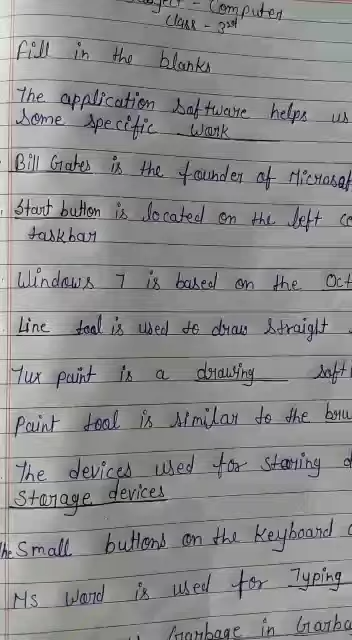 Computer
Class - 3rd
Fill in the blanks
The application software helps us
some specific work
Bill Gates is the founder of
Start button is located on the left
taskbar
Windows 7 is based on the
Line tool is used to draw straight
Tux paint is a drawing
Paint tool is similar to the
The devices used for storing
storage devices
The Small buttons on the Keyboard
Ms Word is used for Typing
Garbage in